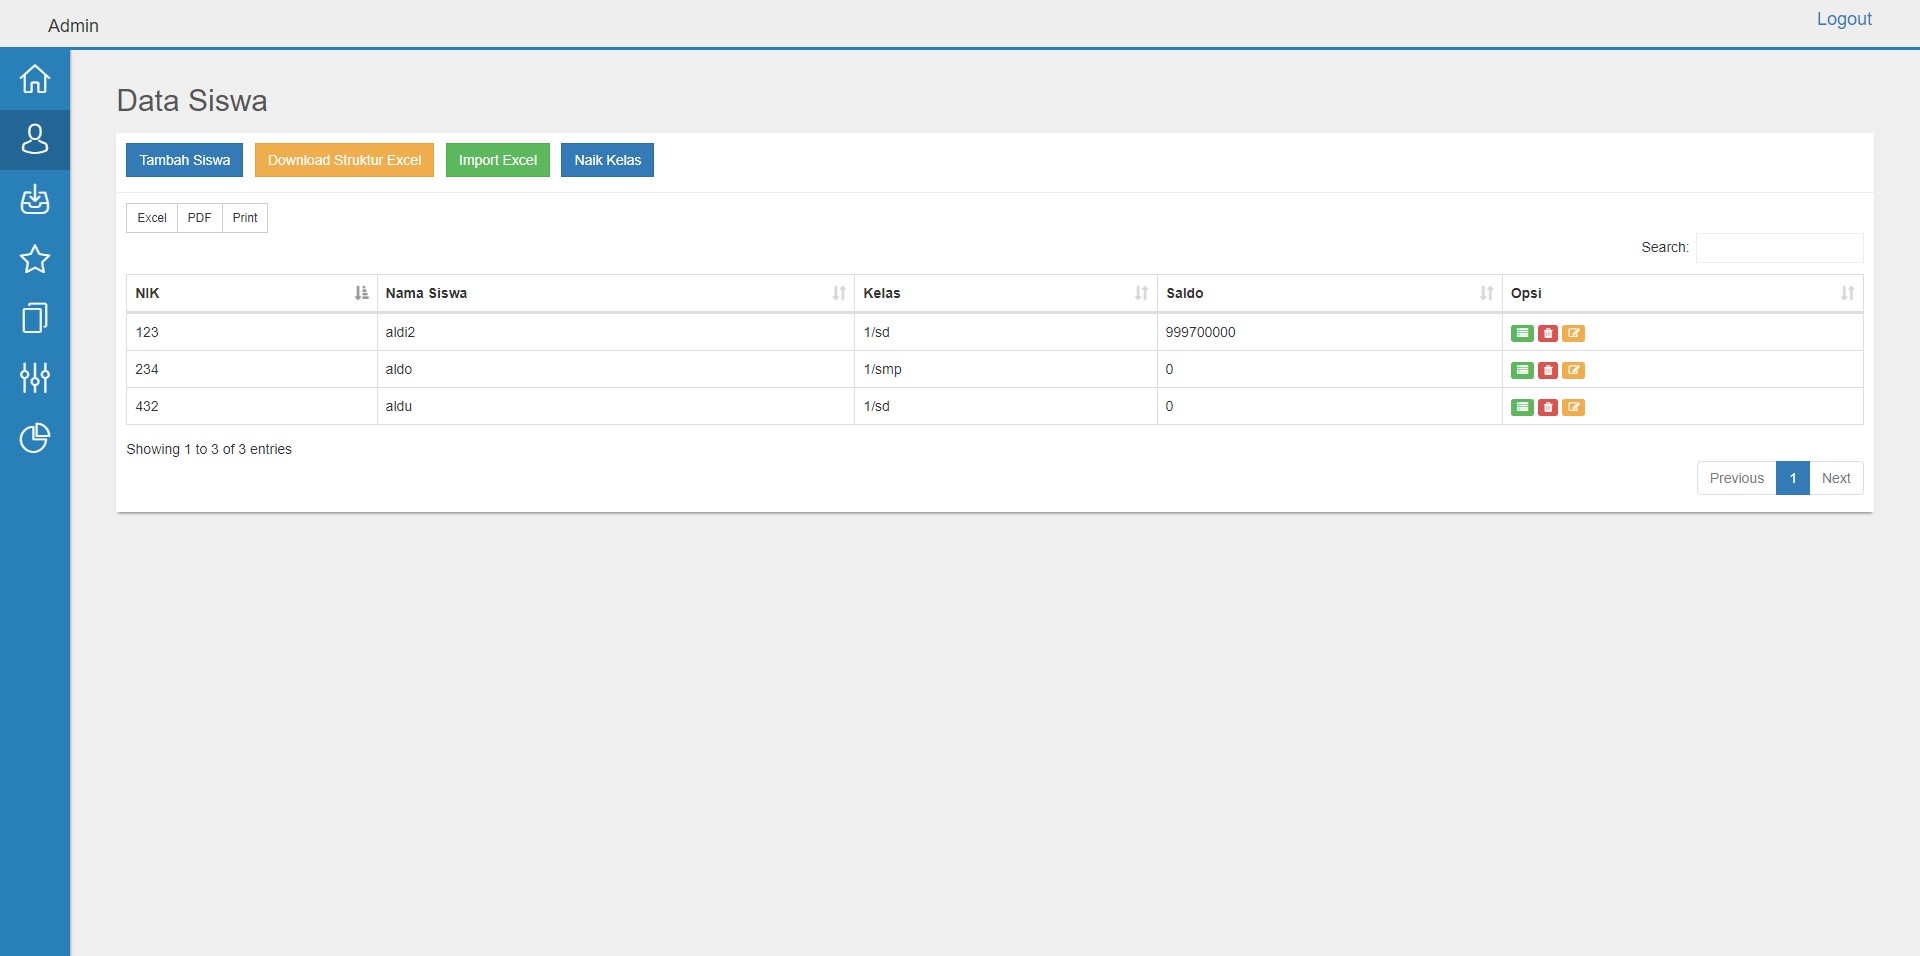 Admin
Logout
Data Siswa
Tambah Siswa Download Struktur Excel Import Excel Naik Kelas
Excel PDF Print
Search:
NIK Nama Siswa Kelas Saldo Opsi
123 aldi2 1/sd 999700000
234 aldo 1/smp 0
432 aldu 1/sd 0
Showing 1 to 3 of 3 entries
Previous 1 Next